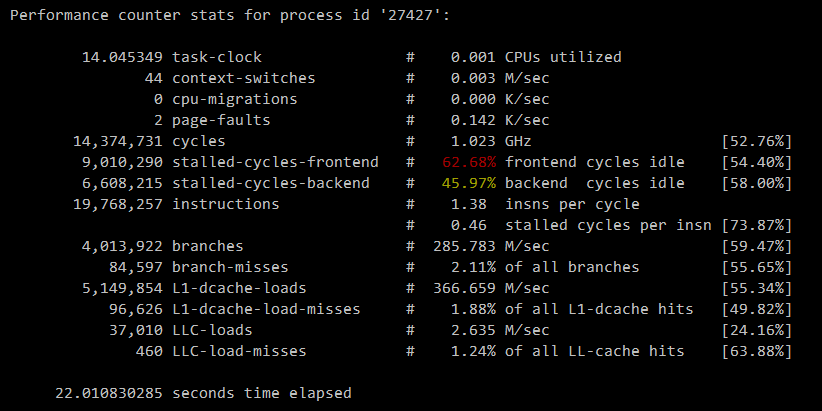 Performance counter stats for process id '27427':
14.045349 task-clock # 0.001 CPUs utilized
44 context-switches # 0.003 M/sec
0 cpu-migrations # 0.000 K/sec
2 page-faults # 0.142 K/sec
14,374,731 cycles # 1.023 GHz [52.76%]
9,010,290 stalled-cycles-frontend # 62.68% frontend cycles idle [54.40%]
6,608,215 stalled-cycles-backend # 45.97% backend  cycles idle [58.00%]
19,768,257 instructions # 1.38 insns per cycle
# 0.46 stalled cycles per insn [73.87%]
4,013,922 branches # 285.783 M/sec [59.47%]
84,597 branch-misses # 2.11% of all branches [55.65%]
5,149,854 L1-dcache-loads # 366.659 M/sec [55.34%]
96,626 L1-dcache-load-misses # 1.88% of all L1-dcache hits [49.82%]
37,010 LLC-loads # 2.635 M/sec [24.16%]
460 LLC-load-misses # 1.24% of all LL-cache hits [63.88%]
22.010830285 seconds time elapsed